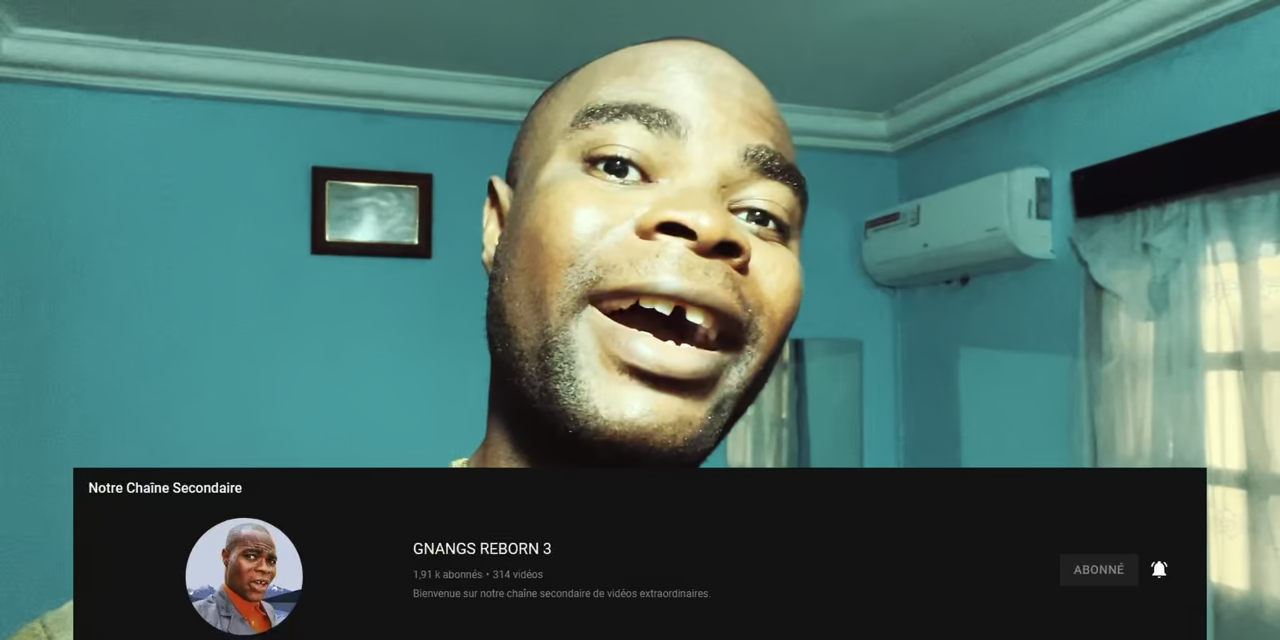 Notre Chaîne Secondaire
GNANGS REBORN 3
1,91 k abonnés • 314 vidéos
Bienvenue sur notre chaîne secondaire de vidéos extraordinaires.
ABONNÉ